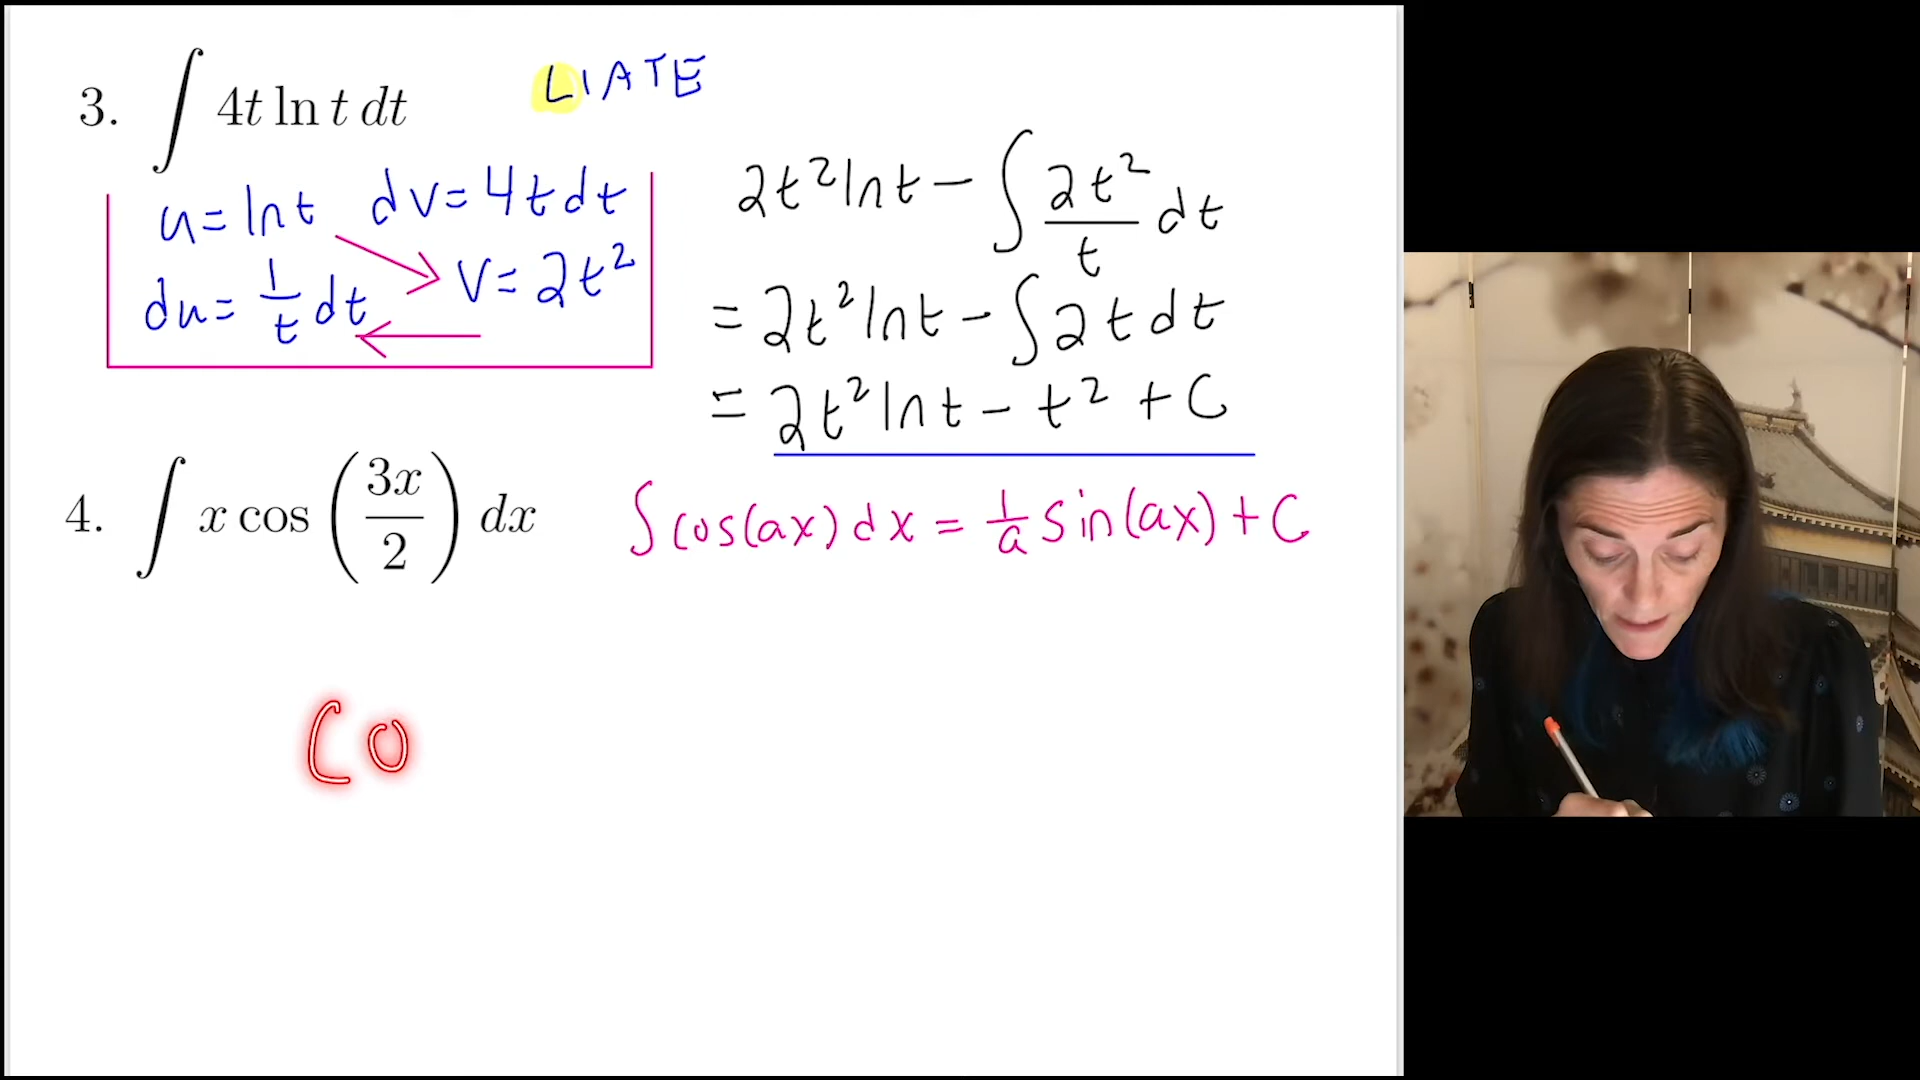 3. ∫ 4t ln t dt
LIATE
u = ln t dv = 4t dt
du = 1/t dt v = 2t²
2t² ln t − ∫ 2t²/t dt
= 2t² ln t − ∫ 2t dt
= 2t² ln t − t² + C
4. ∫ x cos (3x/2) dx
∫ cos(ax) dx = 1/a sin(ax) + C
CO